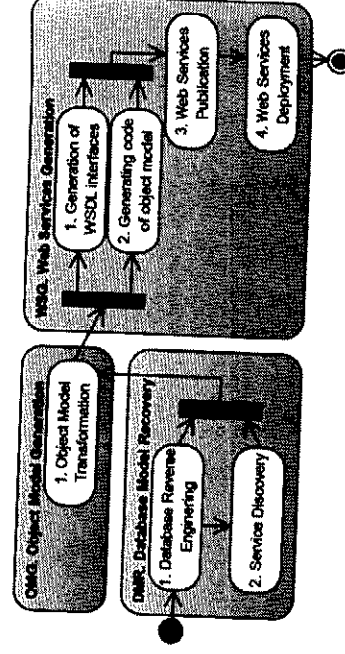 OMG: Object Model Generation
1. Object Model
Transformation
DMR: Database Model Recovery
1. Database Reverse
Enginering
2. Service Discovery
WSG: Web Services Generation
1. Generation of
WSDL interfaces
2. Generating code
of object model
3. Web Services
Publication
4. Web Services
Deployment